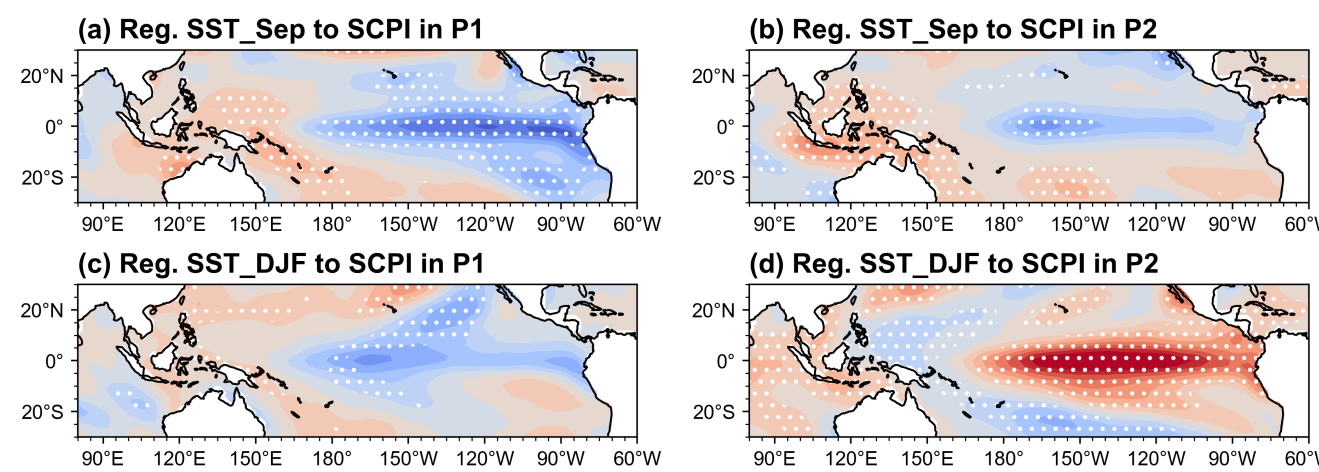 (a) Reg. SST_Sep to SCPI in P1
(b) Reg. SST_Sep to SCPI in P2
20°N
0°
20°S
90°E 120°E 150°E 180° 150°W 120°W 90°W 60°W
20°N
0°
20°S
90°E 120°E 150°E 180° 150°W 120°W 90°W 60°W
(c) Reg. SST_DJF to SCPI in P1
(d) Reg. SST_DJF to SCPI in P2
20°N
0°
20°S
90°E 120°E 150°E 180° 150°W 120°W 90°W 60°W
20°N
0°
20°S
90°E 120°E 150°E 180° 150°W 120°W 90°W 60°W